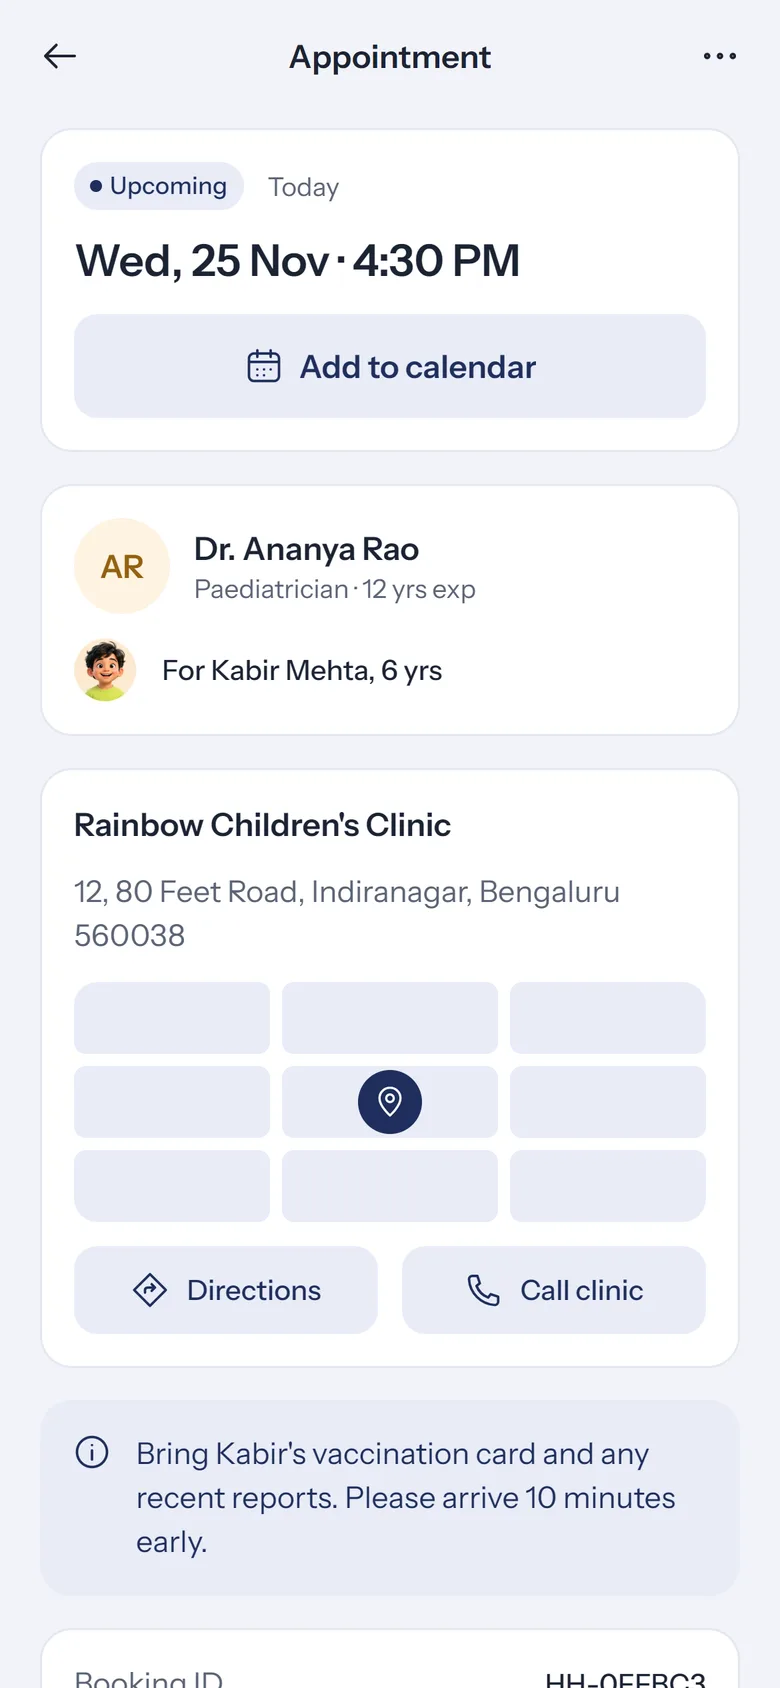 Appointment
Upcoming
Today
Wed, 25 Nov · 4:30 PM
Add to calendar
AR
Dr. Ananya Rao
Paediatrician · 12 yrs exp
For Kabir Mehta, 6 yrs
Rainbow Children's Clinic
12, 80 Feet Road, Indiranagar, Bengaluru
560038
Directions
Call clinic
Bring Kabir's vaccination card and any
recent reports. Please arrive 10 minutes
early.
Booking ID